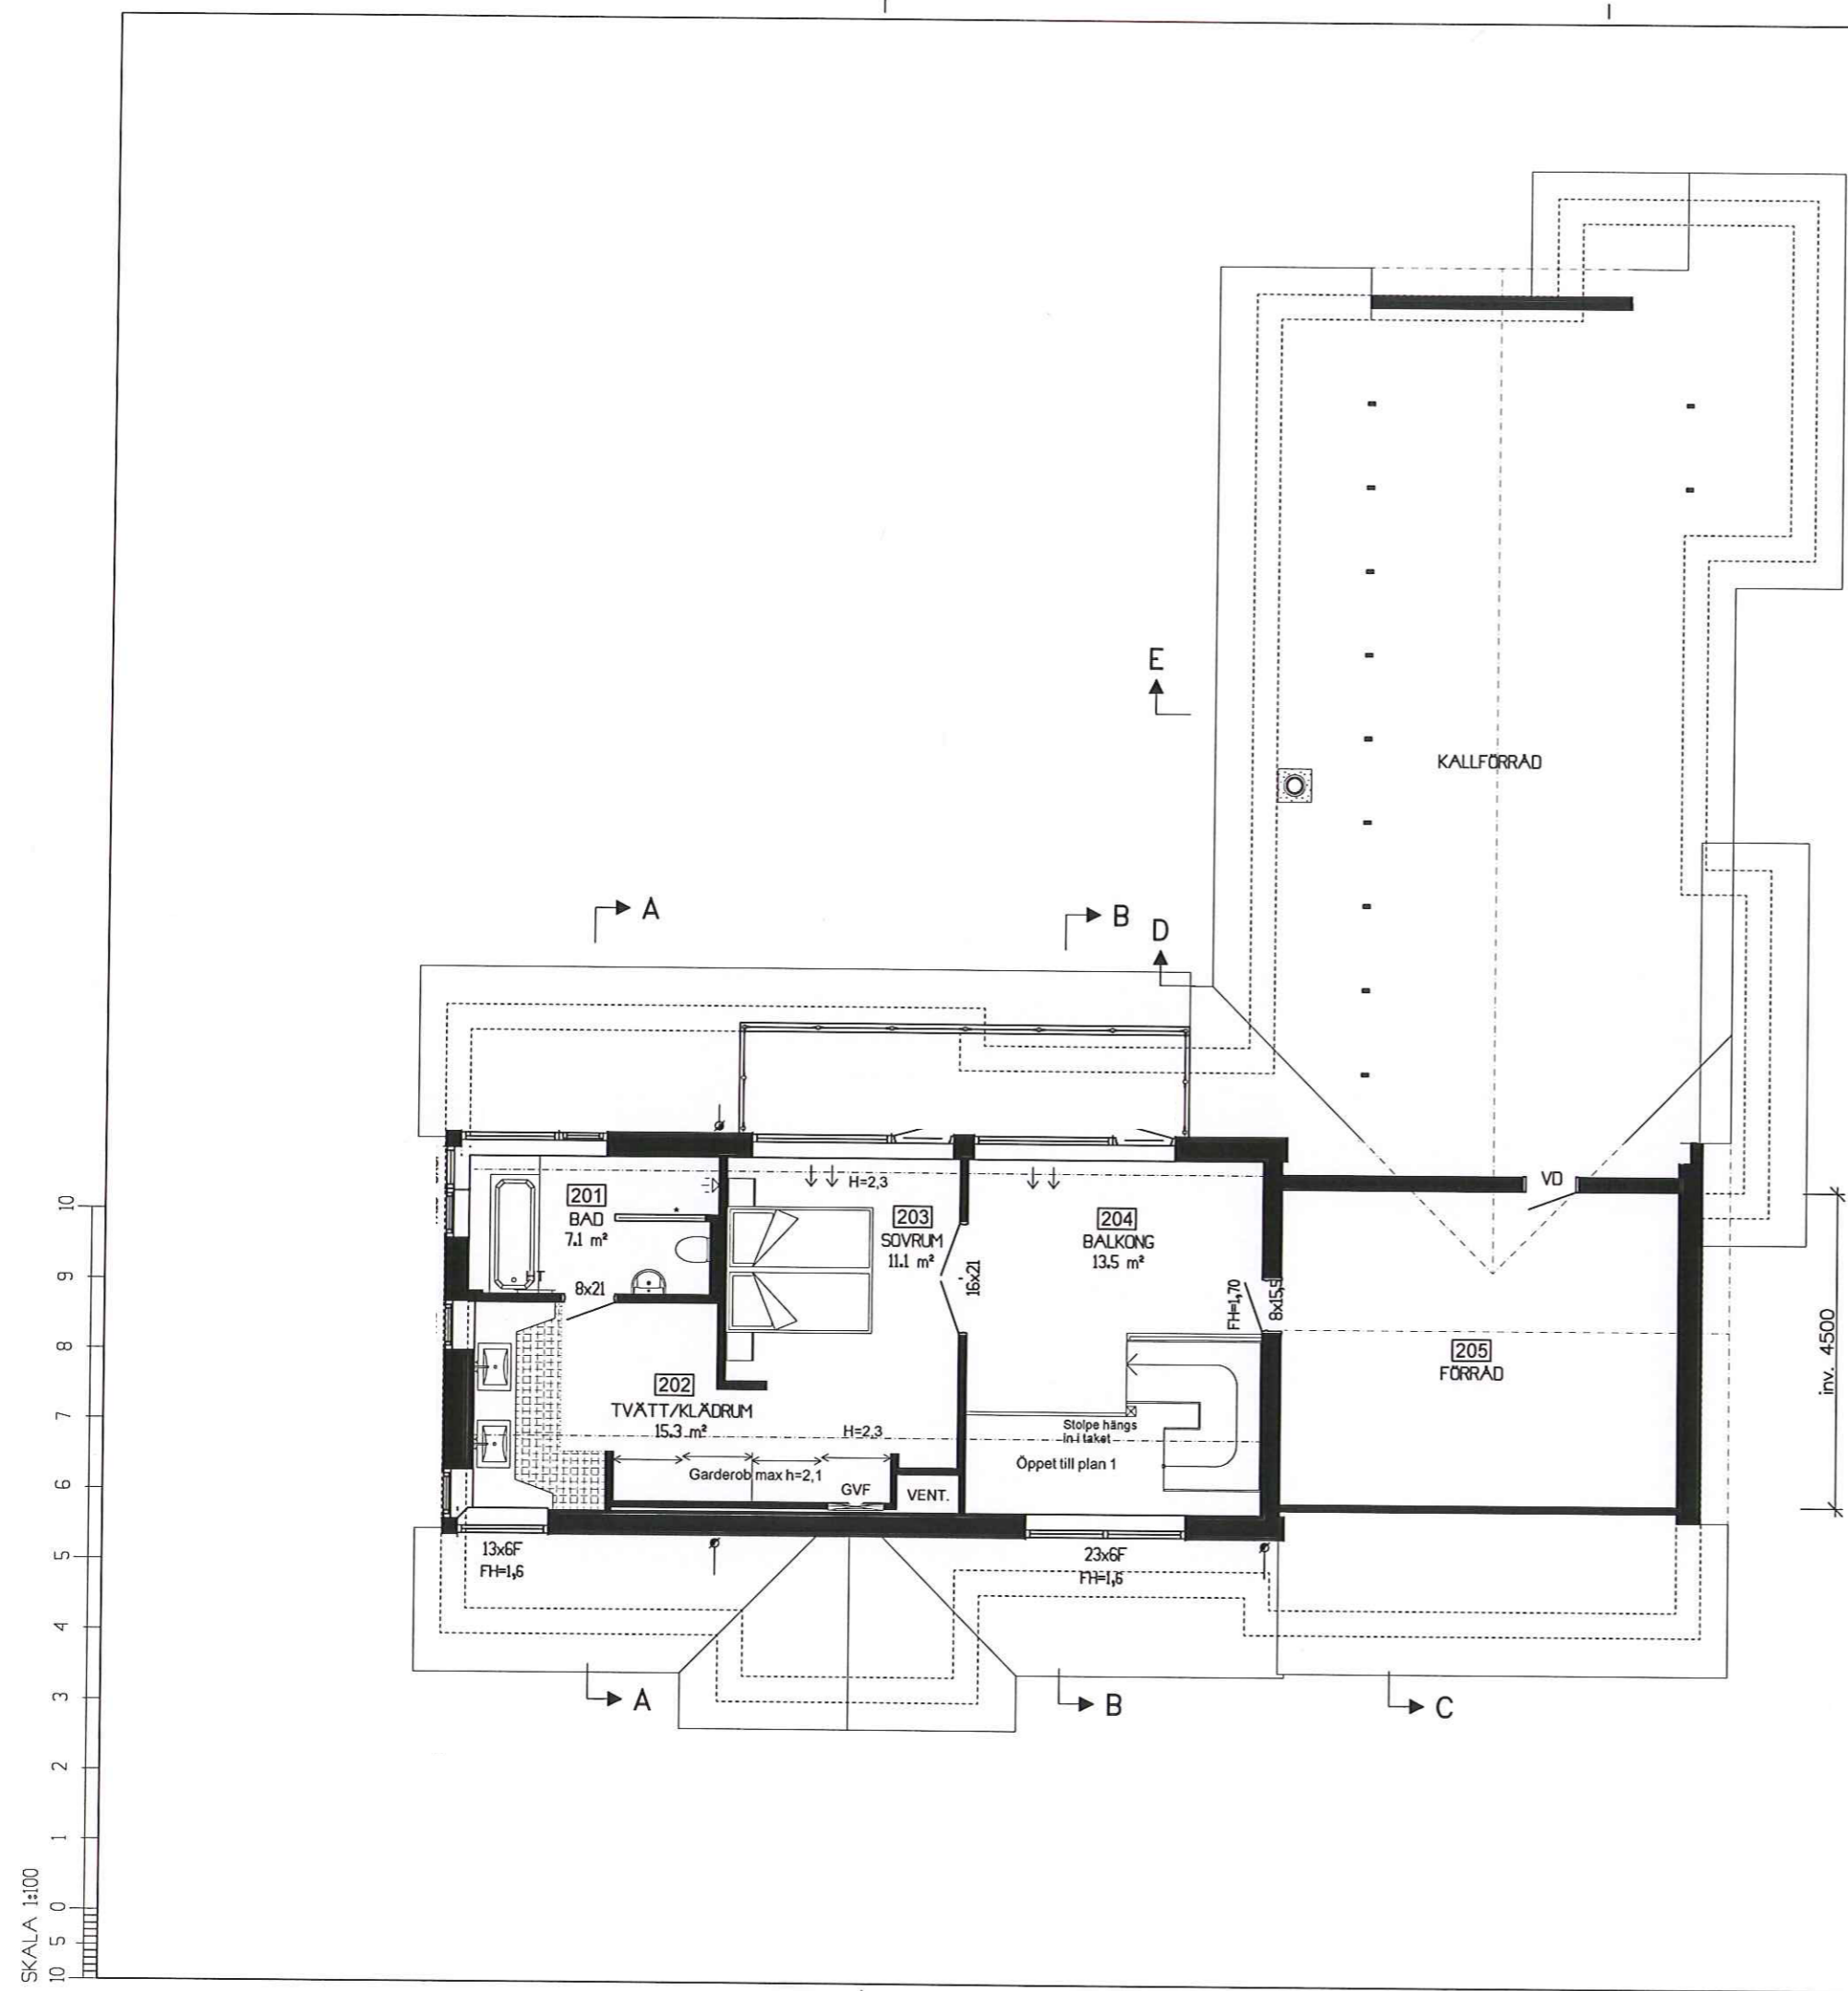 E
KALLFÖRRÅD
A
B
D
VD
H=2,3
201
BAD
7.1 m²
203
SOVRUM
11.1 m²
204
BALKONG
13.5 m²
16x21
FH=1,70
8x15,5
8x21
HT
205
FÖRRÅD
inv. 4500
202
TVÄTT/KLÄDRUM
15.3 m²
H=2,3
Stolpe hängs
in i taket
Öppet till plan 1
Garderob max h=2,1
GVF
VENT.
13x6F
FH=1,6
23x6F
FH=1,6
A
B
C
SKALA 1:100
10 5 0 1 2 3 4 5 6 7 8 9 10